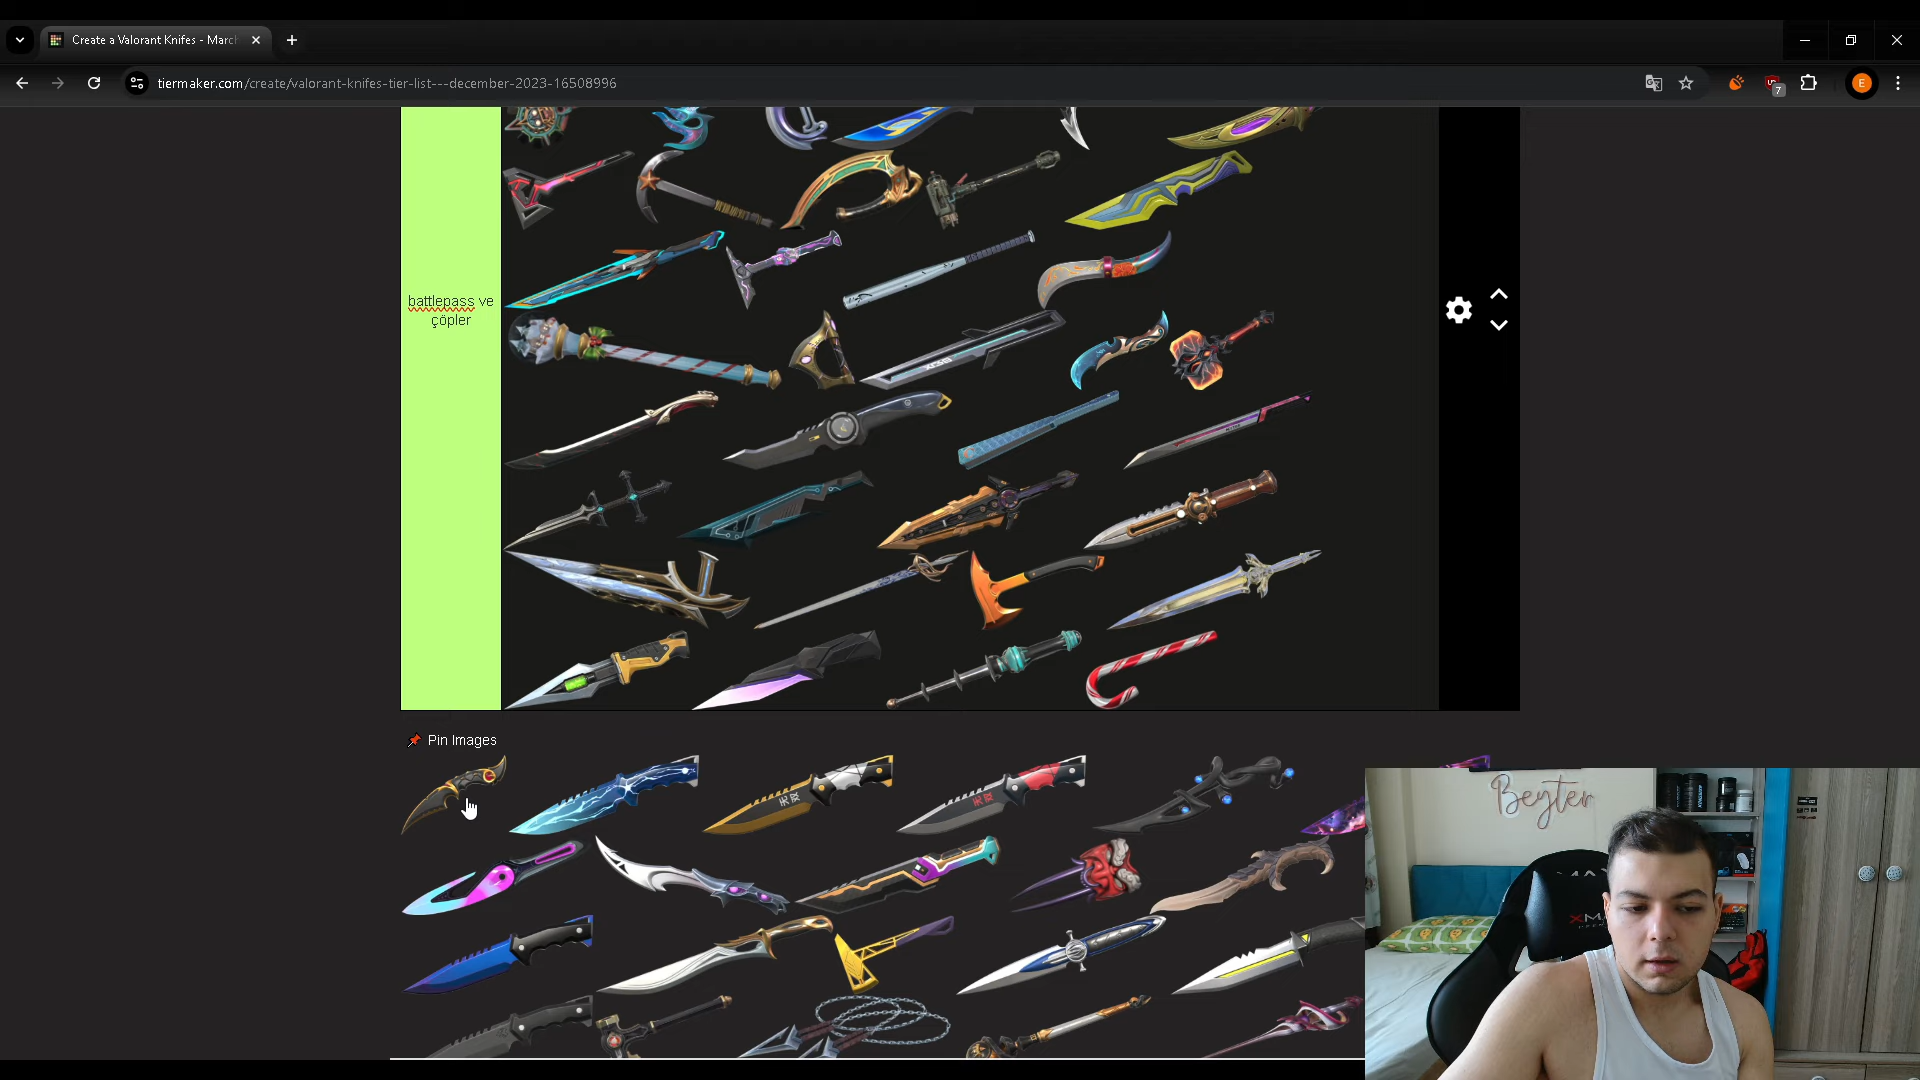 Create a Valorant Knifes - March
tiermaker.com/create/valorant-knifes-tier-list---december-2023-16508996
E
7
battlepass ve
çöpler
Pin Images
Beyter